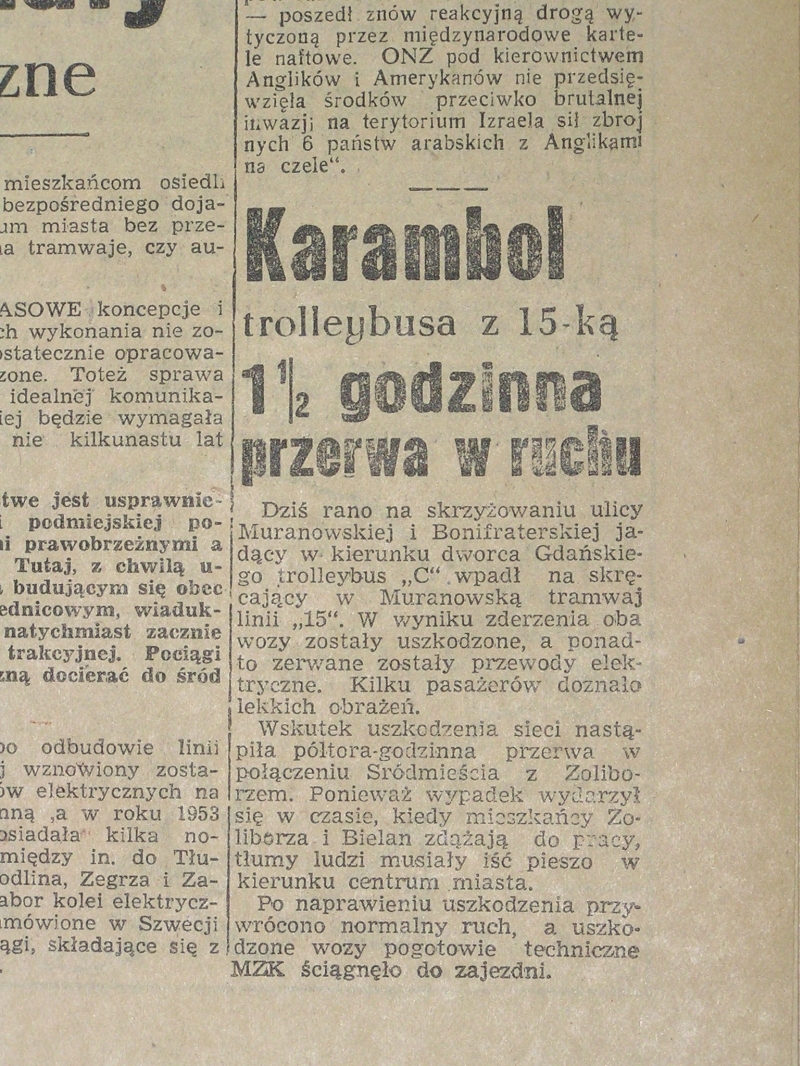 zne
mieszkańcom osiedli
bezpośredniego doja-
um miasta bez prze-
na tramwaje, czy au-
ASOWE koncepcje i
ch wykonania nie zo-
ostatecznie opracowa-
zone. Toteż sprawa
idealnej komunika-
iej będzie wymagała
nie kilkunastu lat
twe jest usprawnie-
i podmiejskiej po-
mi prawobrzeżnymi a
Tutaj, z chwilą u-
budującym się obec
ednicowym, wiaduk-
natychmiast zacznie
trakcyjnej. Pociągi
zną docierać do śród
po odbudowie linii
j wznowiony zosta-
ów elektrycznych na
nną ,a w roku 1953
osiadała kilka no-
między in. do Tłu-
odlina, Zegrza i Za-
abor kolei elektrycz-
amówione w Szwecji
ągi, składające się z
— poszedł znów reakcyjną drogą wy-
tyczoną przez międzynarodowe karte-
le naftowe. ONZ pod kierownictwem
Anglików i Amerykanów nie przedsię-
wzięła środków przeciwko brutalnej
inwazji na terytorium Izraela sił zbroj
nych 6 państw arabskich z Anglikami
na czele“.
Karambol
trolleybusa z 15-ką
1 1/2 godzinna
przerwa w ruchu
Dziś rano na skrzyżowaniu ulicy
Muranowskiej i Bonifraterskiej ja-
dący w kierunku dworca Gdańskie-
go trolleybus „C“ wpadł na skrę-
cający w Muranowską tramwaj
linii „15“. W wyniku zderzenia oba
wozy zostały uszkodzone, a ponad-
to zerwane zostały przewody elek-
tryczne. Kilku pasażerów doznało
lekkich obrażeń.
Wskutek uszkodzenia sieci nastą-
piła półtora-godzinna przerwa w
połączeniu Sródmieścia z Zolibo-
rzem. Ponieważ wypadek wydarzył
się w czasie, kiedy mieszkańcy Zo-
liborza i Bielan zdążają do pracy,
tłumy ludzi musiały iść pieszo w
kierunku centrum miasta.
Po naprawieniu uszkodzenia przy-
wrócono normalny ruch, a uszko-
dzone wozy pogotowie techniczne
MZK ściągnęło do zajezdni.